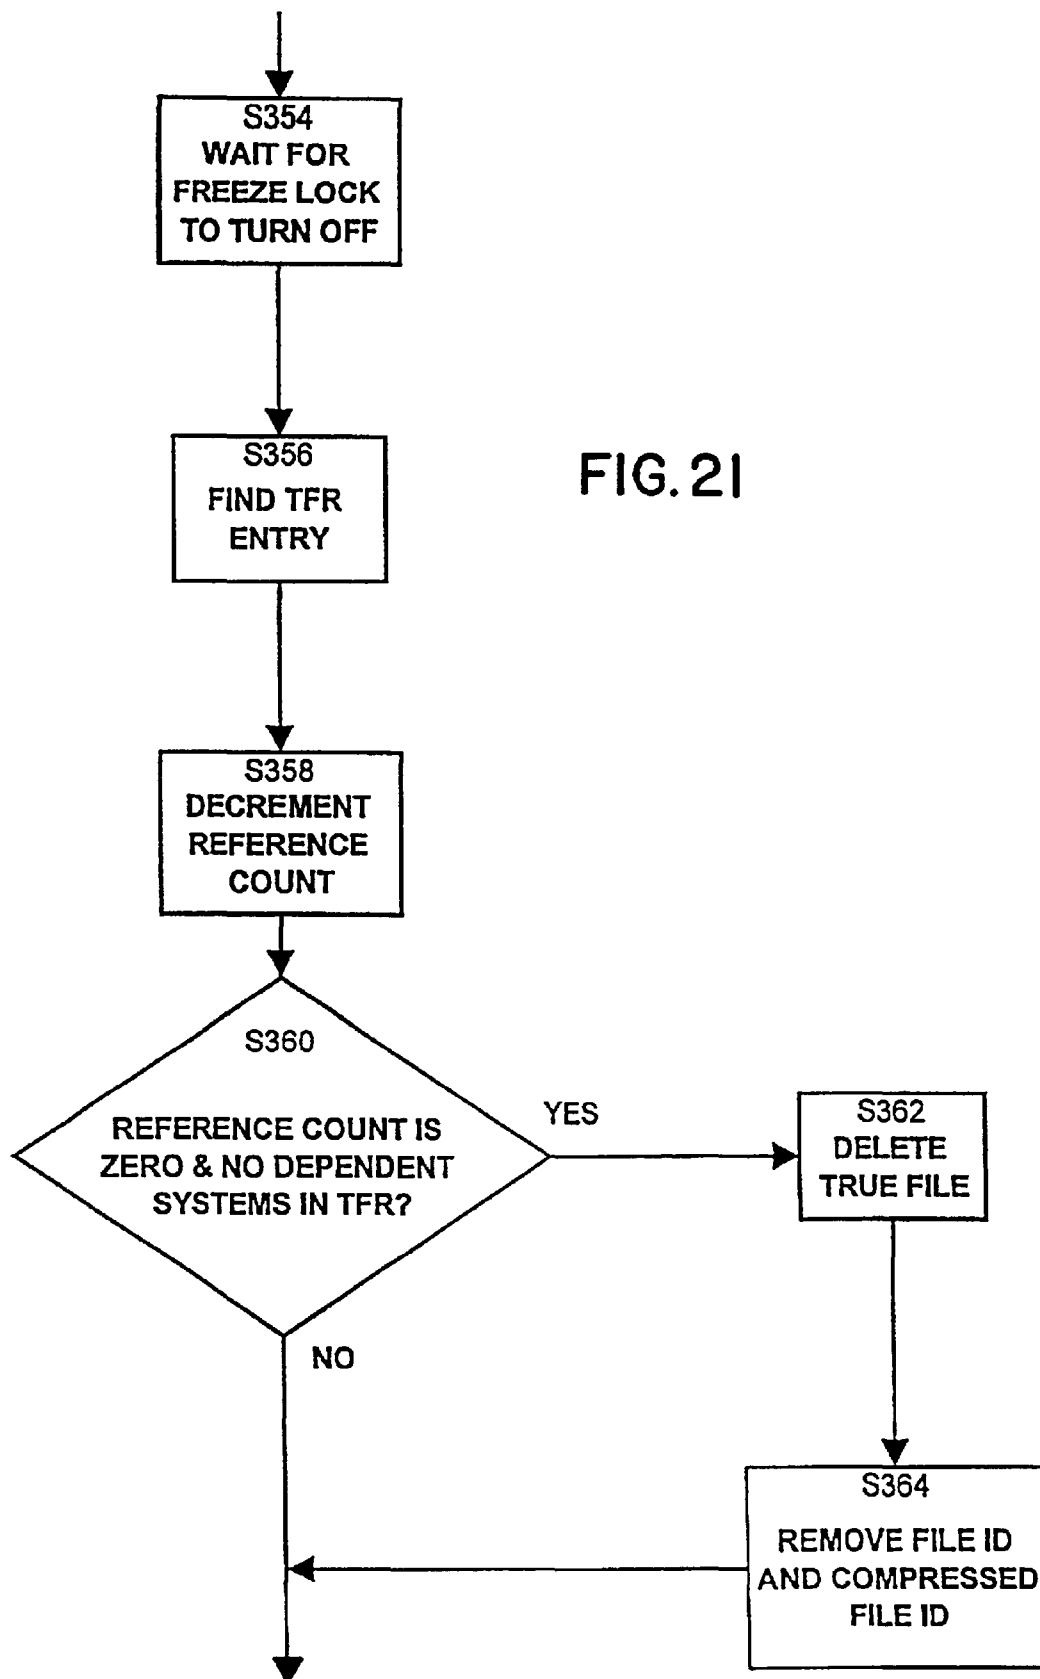 S354
WAIT FOR
FREEZE LOCK
TO TURN OFF
S356
FIND TFR
ENTRY
FIG. 21
S358
DECREMENT
REFERENCE
COUNT
S360
REFERENCE COUNT IS
ZERO & NO DEPENDENT
SYSTEMS IN TFR?
YES
S362
DELETE
TRUE FILE
NO
S364
REMOVE FILE ID
AND COMPRESSED
FILE ID